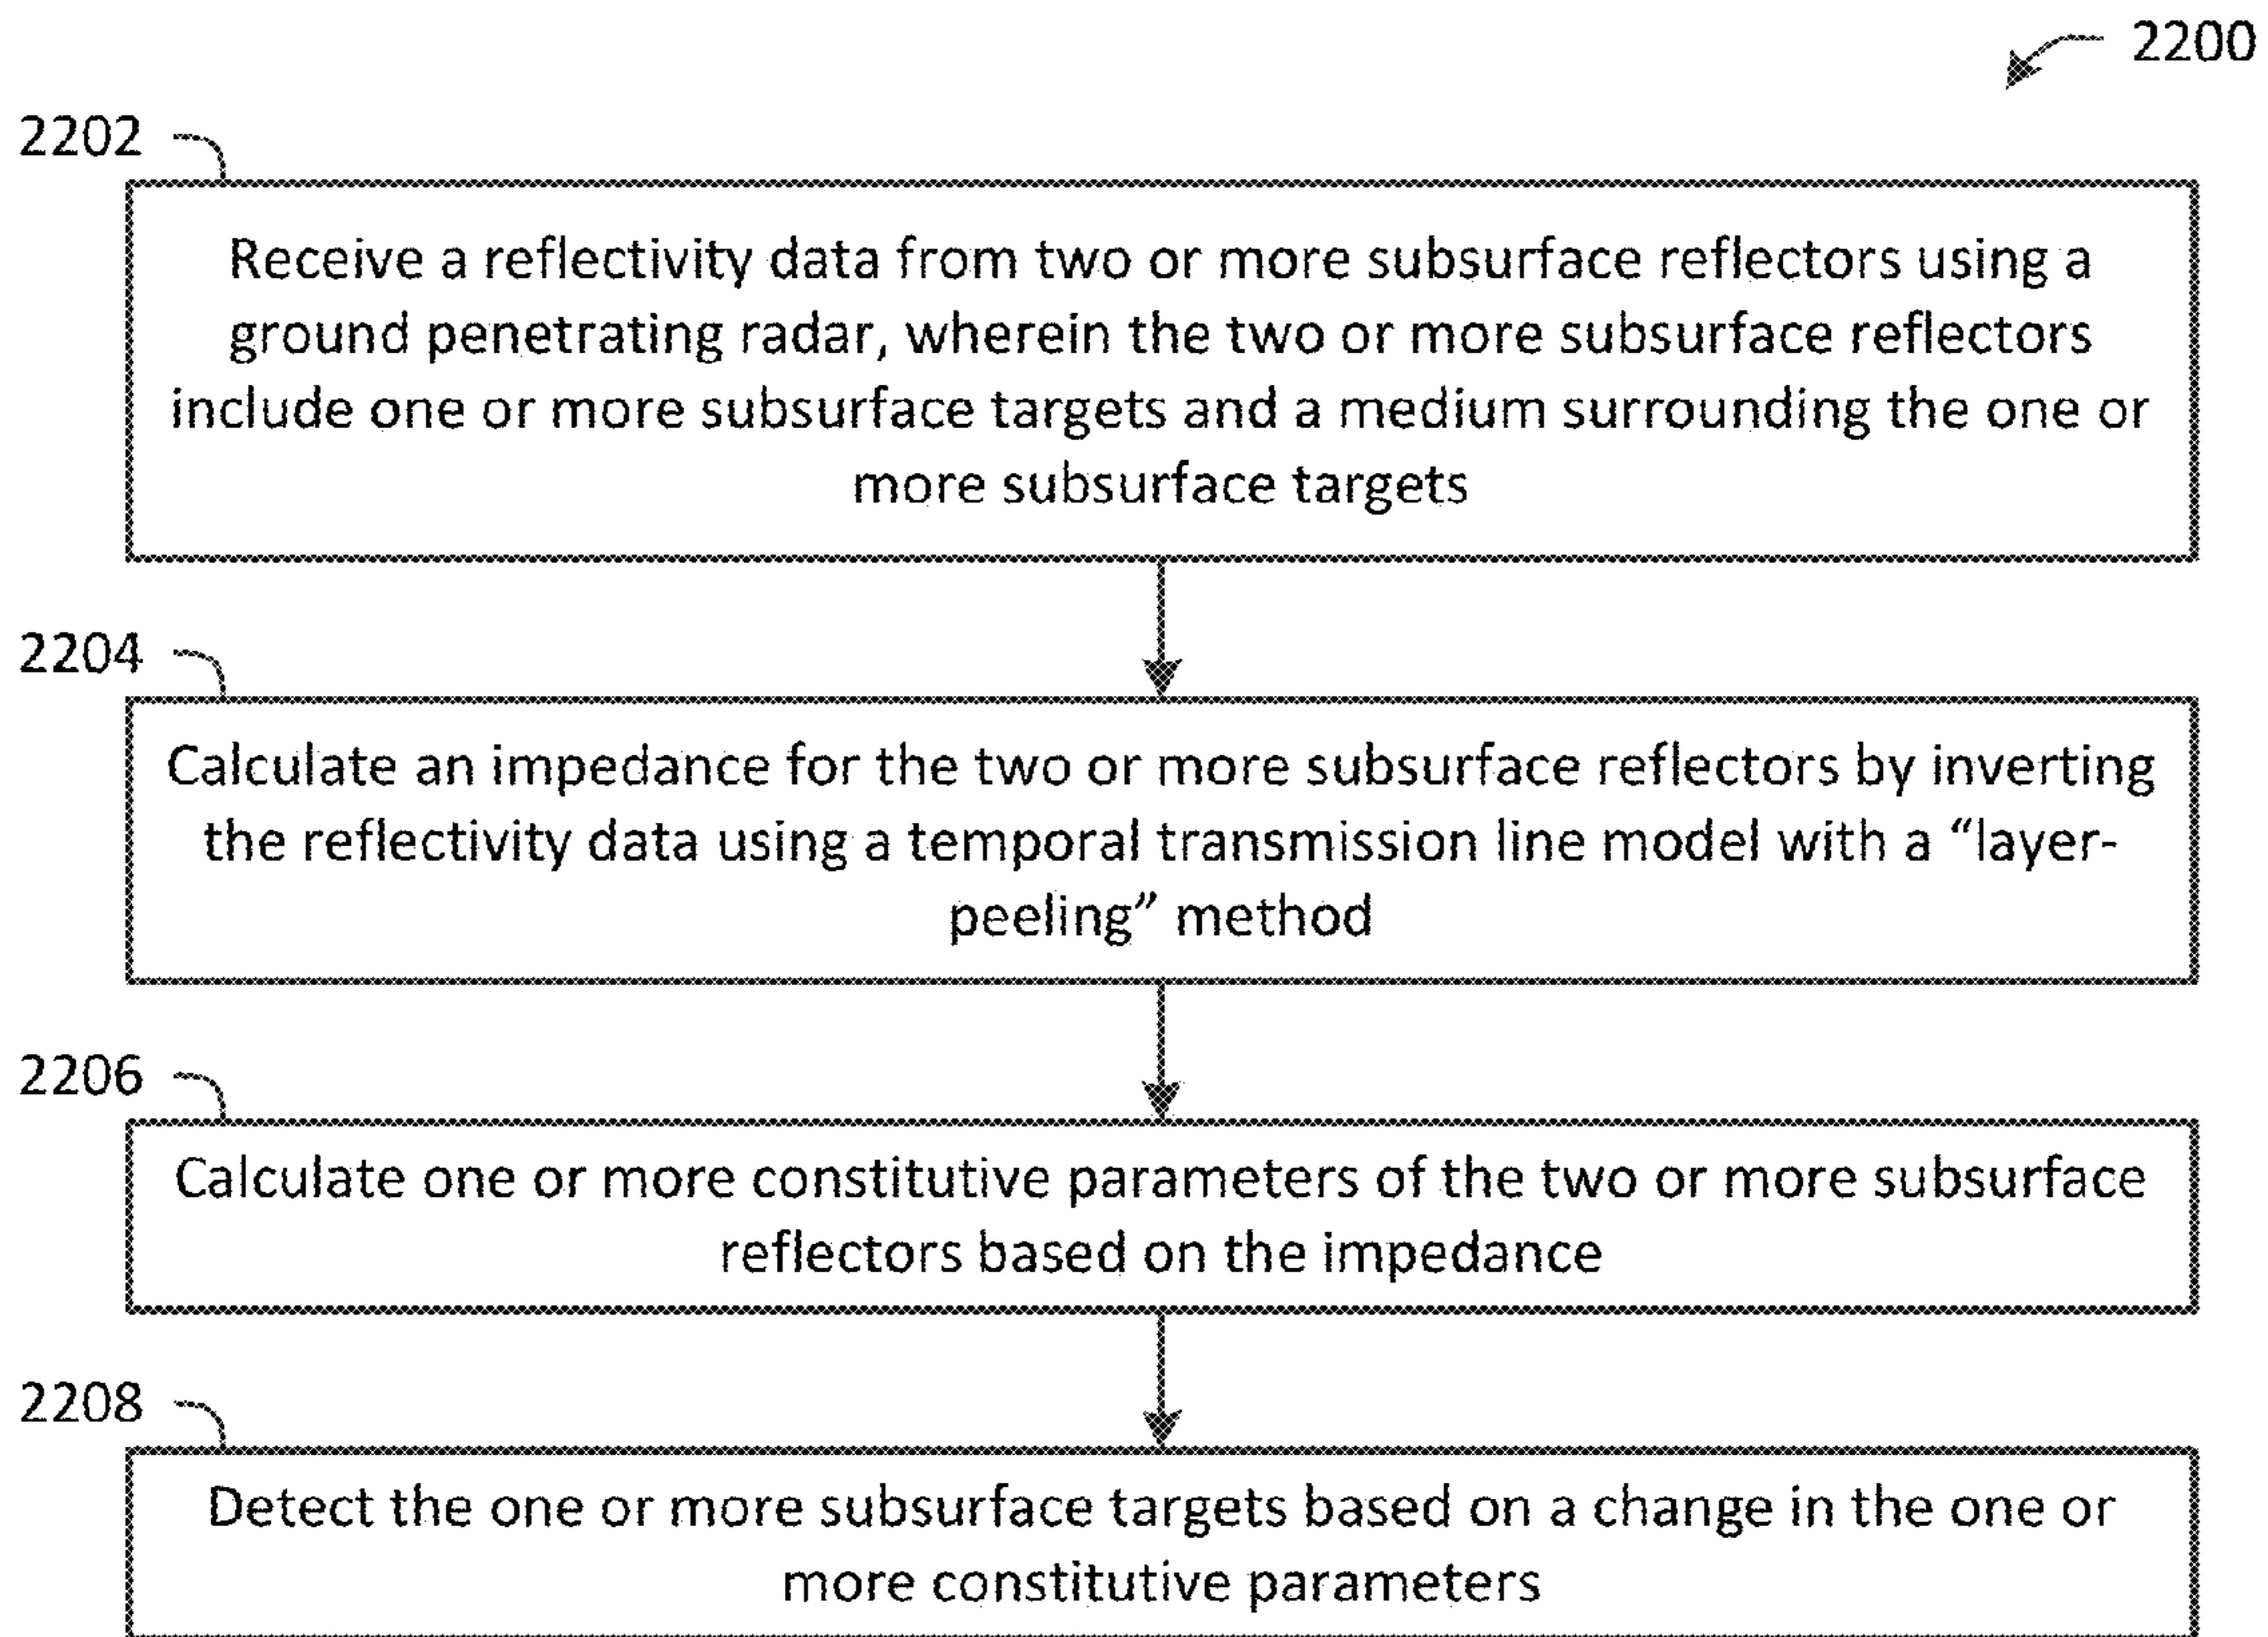 2200
2202
Receive a reflectivity data from two or more subsurface reflectors using a
ground penetrating radar, wherein the two or more subsurface reflectors
include one or more subsurface targets and a medium surrounding the one or
more subsurface targets
2204
Calculate an impedance for the two or more subsurface reflectors by inverting
the reflectivity data using a temporal transmission line model with a “layer-
peeling” method
2206
Calculate one or more constitutive parameters of the two or more subsurface
reflectors based on the impedance
2208
Detect the one or more subsurface targets based on a change in the one or
more constitutive parameters